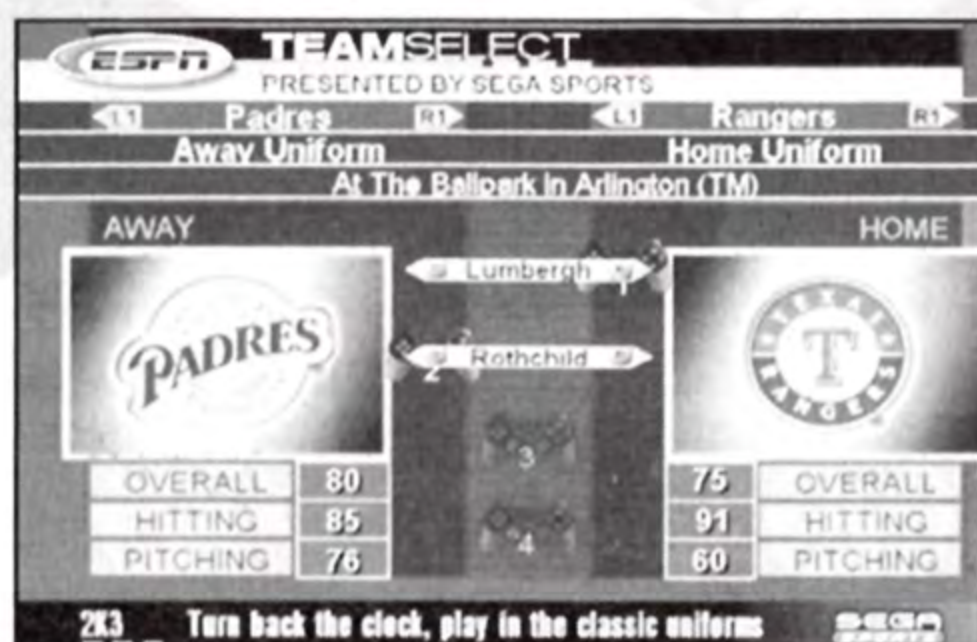 ESPN TEAMSELECT
PRESENTED BY SEGA SPORTS
L1 Padres R1 L1 Rangers R1
Away Uniform Home Uniform
At The Ballpark in Arlington (TM)
AWAY HOME
Lumbergh 1
PADRES
TEXAS T RANGERS
2 Rothchild
3
4
OVERALL 80 75 OVERALL
HITTING 85 91 HITTING
PITCHING 76 60 PITCHING
2K3 Turn back the clock, play in the classic uniforms SEGA